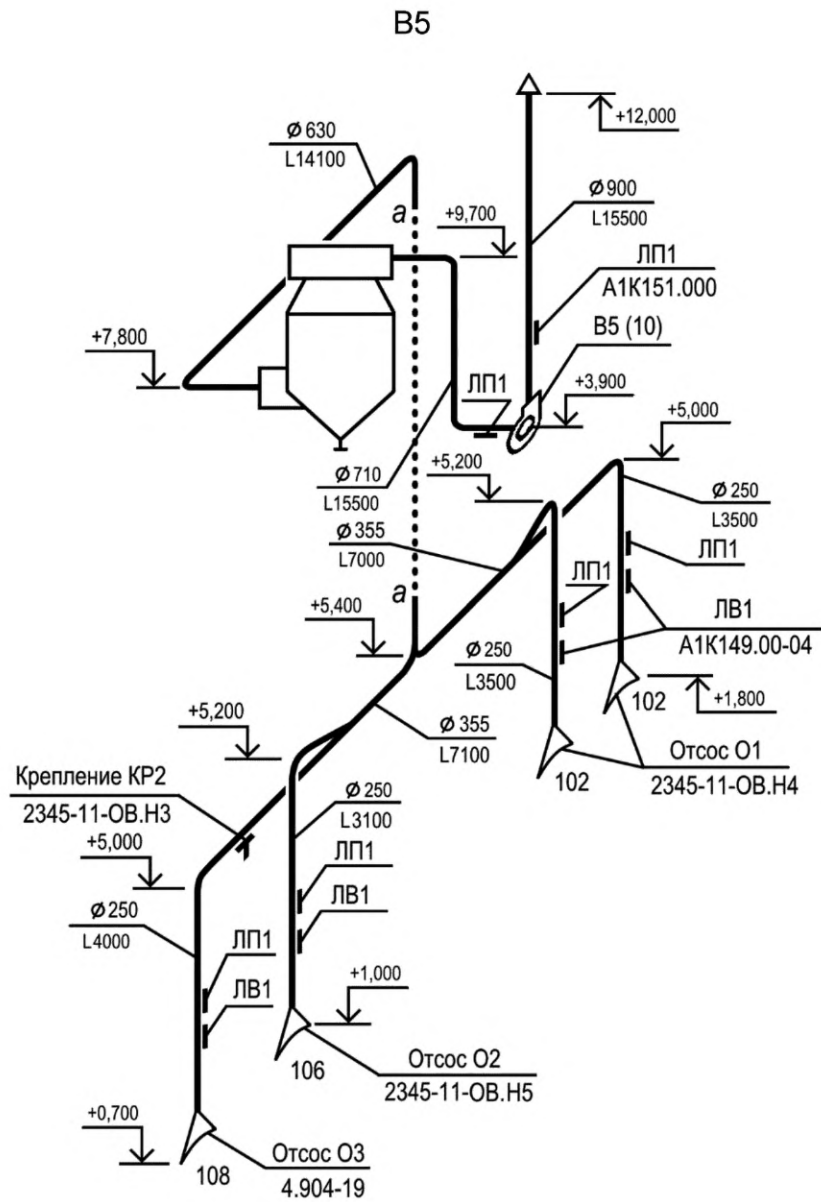 В5
Ø 630
L14100
+12,000
а
+9,700
Ø 900
L15500
ЛП1
А1К151.000
В5 (10)
+7,800
ЛП1
+3,900
+5,000
+5,200
Ø 710
L15500
Ø 250
L3500
Ø 355
L7000
ЛП1
ЛП1
а
ЛВ1
А1К149.00-04
+5,400
Ø 250
L3500
102
+1,800
+5,200
Ø 355
L7100
Отсос О1
2345-11-ОВ.Н4
102
Крепление КР2
2345-11-ОВ.Н3
Ø 250
L3100
+5,000
ЛП1
ЛВ1
Ø 250
L4000
ЛП1
ЛВ1
+1,000
106
Отсос О2
2345-11-ОВ.Н5
+0,700
108
Отсос О3
4.904-19